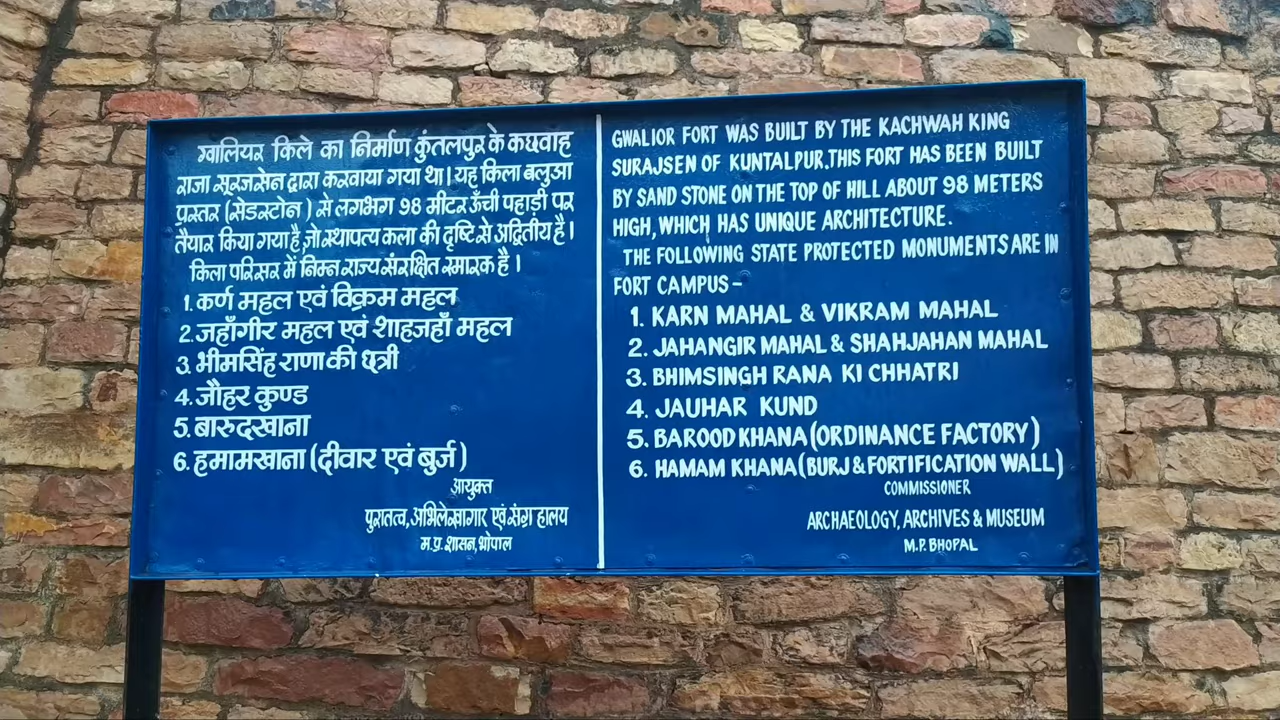 ग्वालियर किले का निर्माण कुंतलपुर के कछवाह
राजा सूरजसेन द्वारा करवाया गया था। यह किला बलुआ
प्रस्तर (सेंडस्टोन) से लगभग 98 मीटर ऊँची पहाड़ी पर
तैयार किया गया है, जो स्थापत्य कला की दृष्टि से अद्वितीय है।
किला परिसर में निम्न राज्य संरक्षित स्मारक है।
1. कर्ण महल एवं विक्रम महल
2. जहाँगीर महल एवं शाहजहाँ महल
3. भीमसिंह राणा की छत्री
4. जौहर कुण्ड
5. बारुदखाना
6. हमामखाना (दीवार एवं बुर्ज)
आयुक्त
पुरातत्व, अभिलेखागार एवं संग्रहालय
म.प्र. शासन, भोपाल
GWALIOR FORT WAS BUILT BY THE KACHWAH KING
SURAJSEN OF KUNTALPUR. THIS FORT HAS BEEN BUILT
BY SAND STONE ON THE TOP OF HILL ABOUT 98 METERS
HIGH, WHICH HAS UNIQUE ARCHITECTURE.
THE FOLLOWING STATE PROTECTED MONUMENTS ARE IN
FORT CAMPUS -
1. KARN MAHAL & VIKRAM MAHAL
2. JAHANGIR MAHAL & SHAHJAHAN MAHAL
3. BHIMSINGH RANA KI CHHATRI
4. JAUHAR KUND
5. BAROOD KHANA (ORDINANCE FACTORY)
6. HAMAM KHANA (BURJ & FORTIFICATION WALL)
COMMISSIONER
ARCHAEOLOGY, ARCHIVES & MUSEUM
M.P. BHOPAL